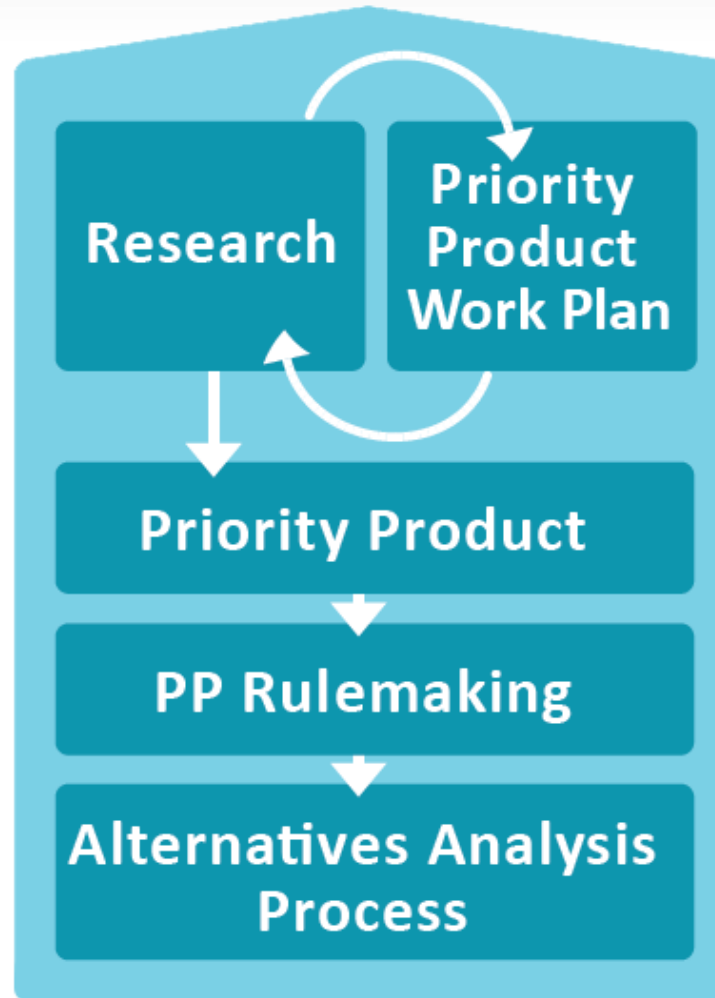 Research
Priority
Product
Work Plan
Priority Product
PP Rulemaking
Alternatives Analysis
Process